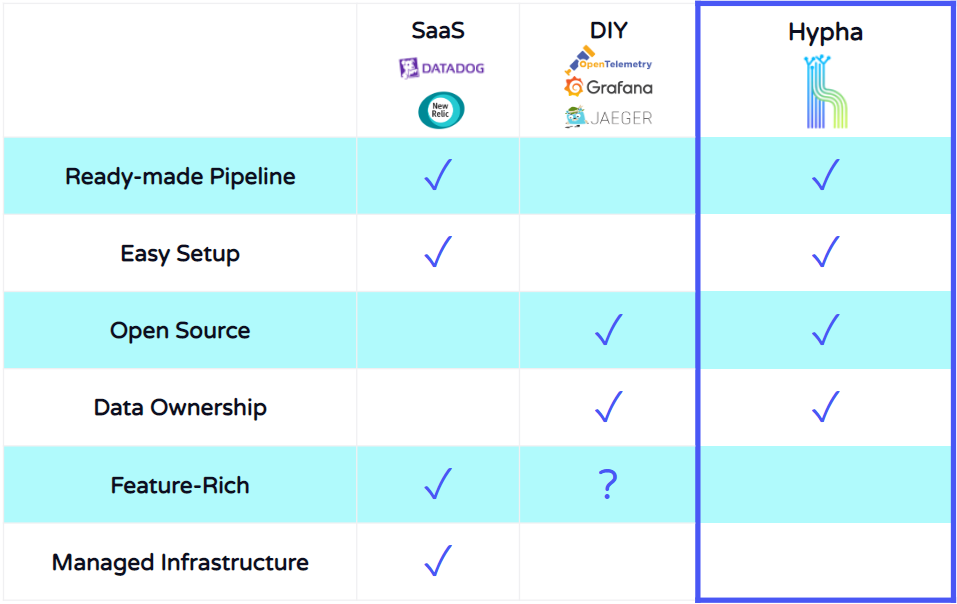 SaaS
DIY
Hypha
DATADOG
OpenTelemetry
New
Relic
Grafana
JAEGER
Ready-made Pipeline ✓ ✓
Easy Setup ✓ ✓
Open Source ✓ ✓
Data Ownership ✓ ✓
Feature-Rich ✓ ?
Managed Infrastructure ✓